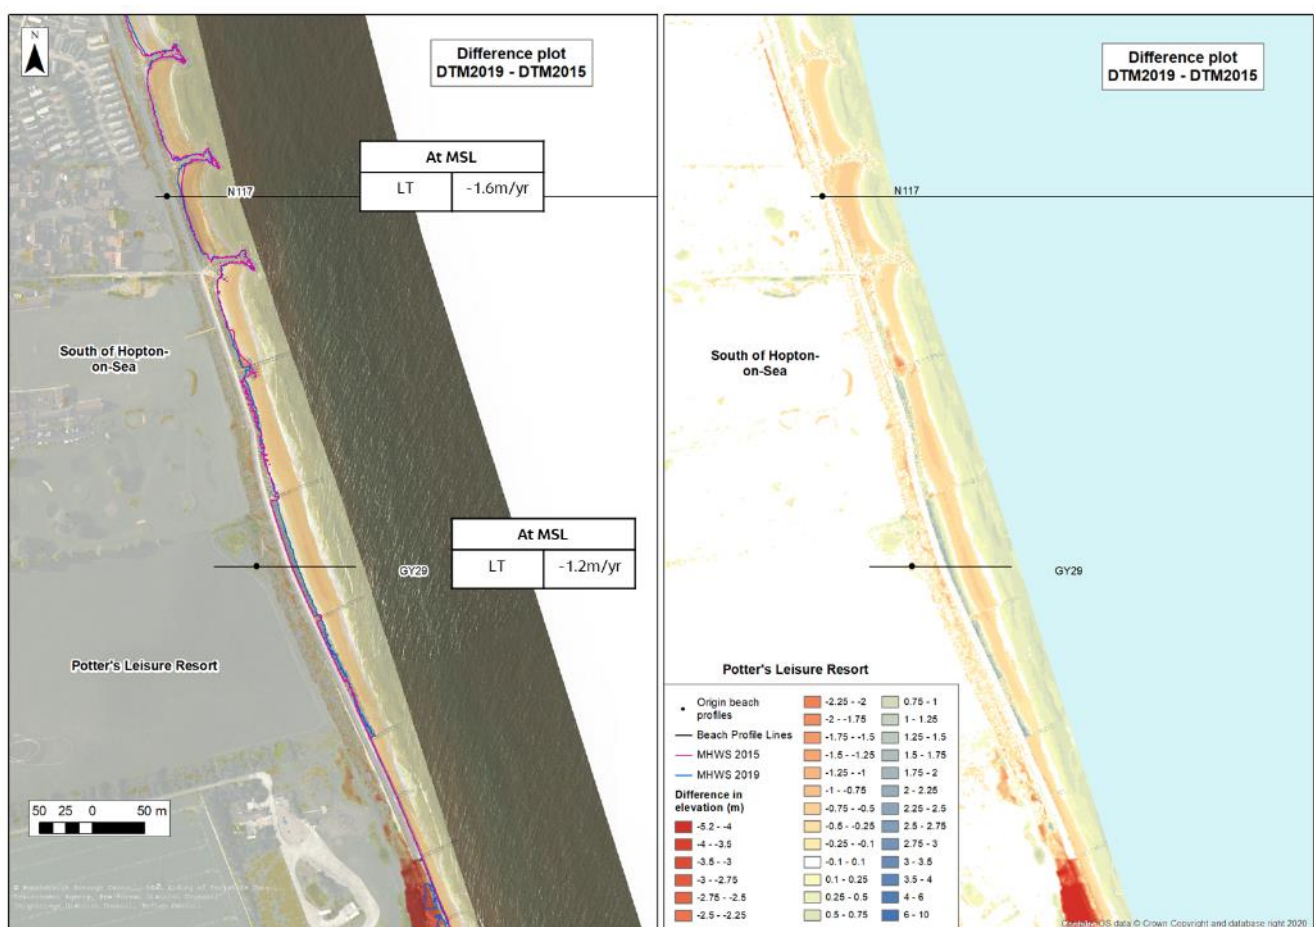 N
Difference plot
DTM2019 - DTM2015
At MSL
LT
-1.6m/yr
N117
South of Hopton-
on-Sea
At MSL
LT
-1.2m/yr
GY29
Potter's Leisure Resort
50 25 0 50 m
Difference plot
DTM2019 - DTM2015
N117
South of Hopton-
on-Sea
GY29
Potter's Leisure Resort
Origin beach
profiles
Beach Profile Lines
MHWS 2015
MHWS 2019
Difference in
elevation (m)
-5.2 - -4
-4 - -3.5
-3.5 - -3
-3 - -2.75
-2.75 - -2.5
-2.5 - -2.25
-2.25 - -2
-2 - -1.75
-1.75 - -1.5
-1.5 - -1.25
-1.25 - -1
-1 - -0.75
-0.75 - -0.5
-0.5 - -0.25
-0.25 - -0.1
-0.1 - 0.1
0.1 - 0.25
0.25 - 0.5
0.5 - 0.75
0.75 - 1
1 - 1.25
1.25 - 1.5
1.5 - 1.75
1.75 - 2
2 - 2.25
2.25 - 2.5
2.5 - 2.75
2.75 - 3
3 - 3.5
3.5 - 4
4 - 6
6 - 10
Contains OS data © Crown Copyright and database right 2020